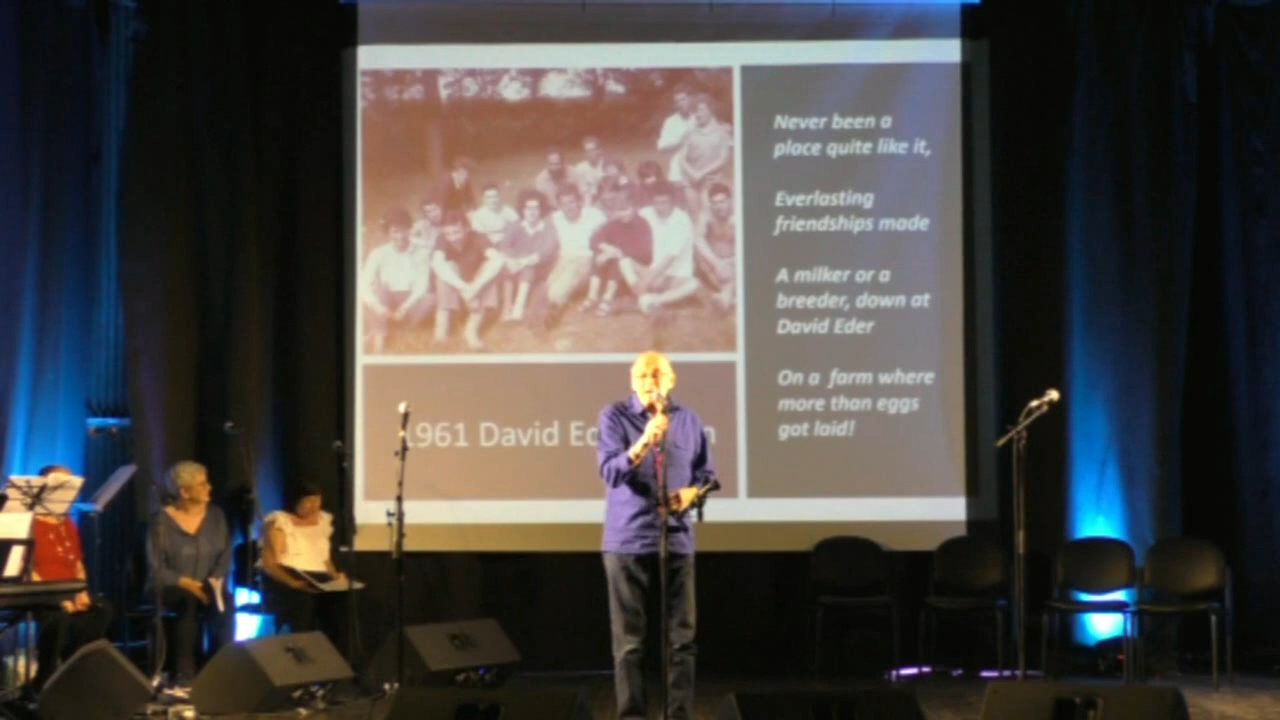 1961 David Ed
Never been a
place quite like it,
Everlasting
friendships made
A milker or a
breeder, down at
David Eder
On a farm where
more than eggs
got laid!